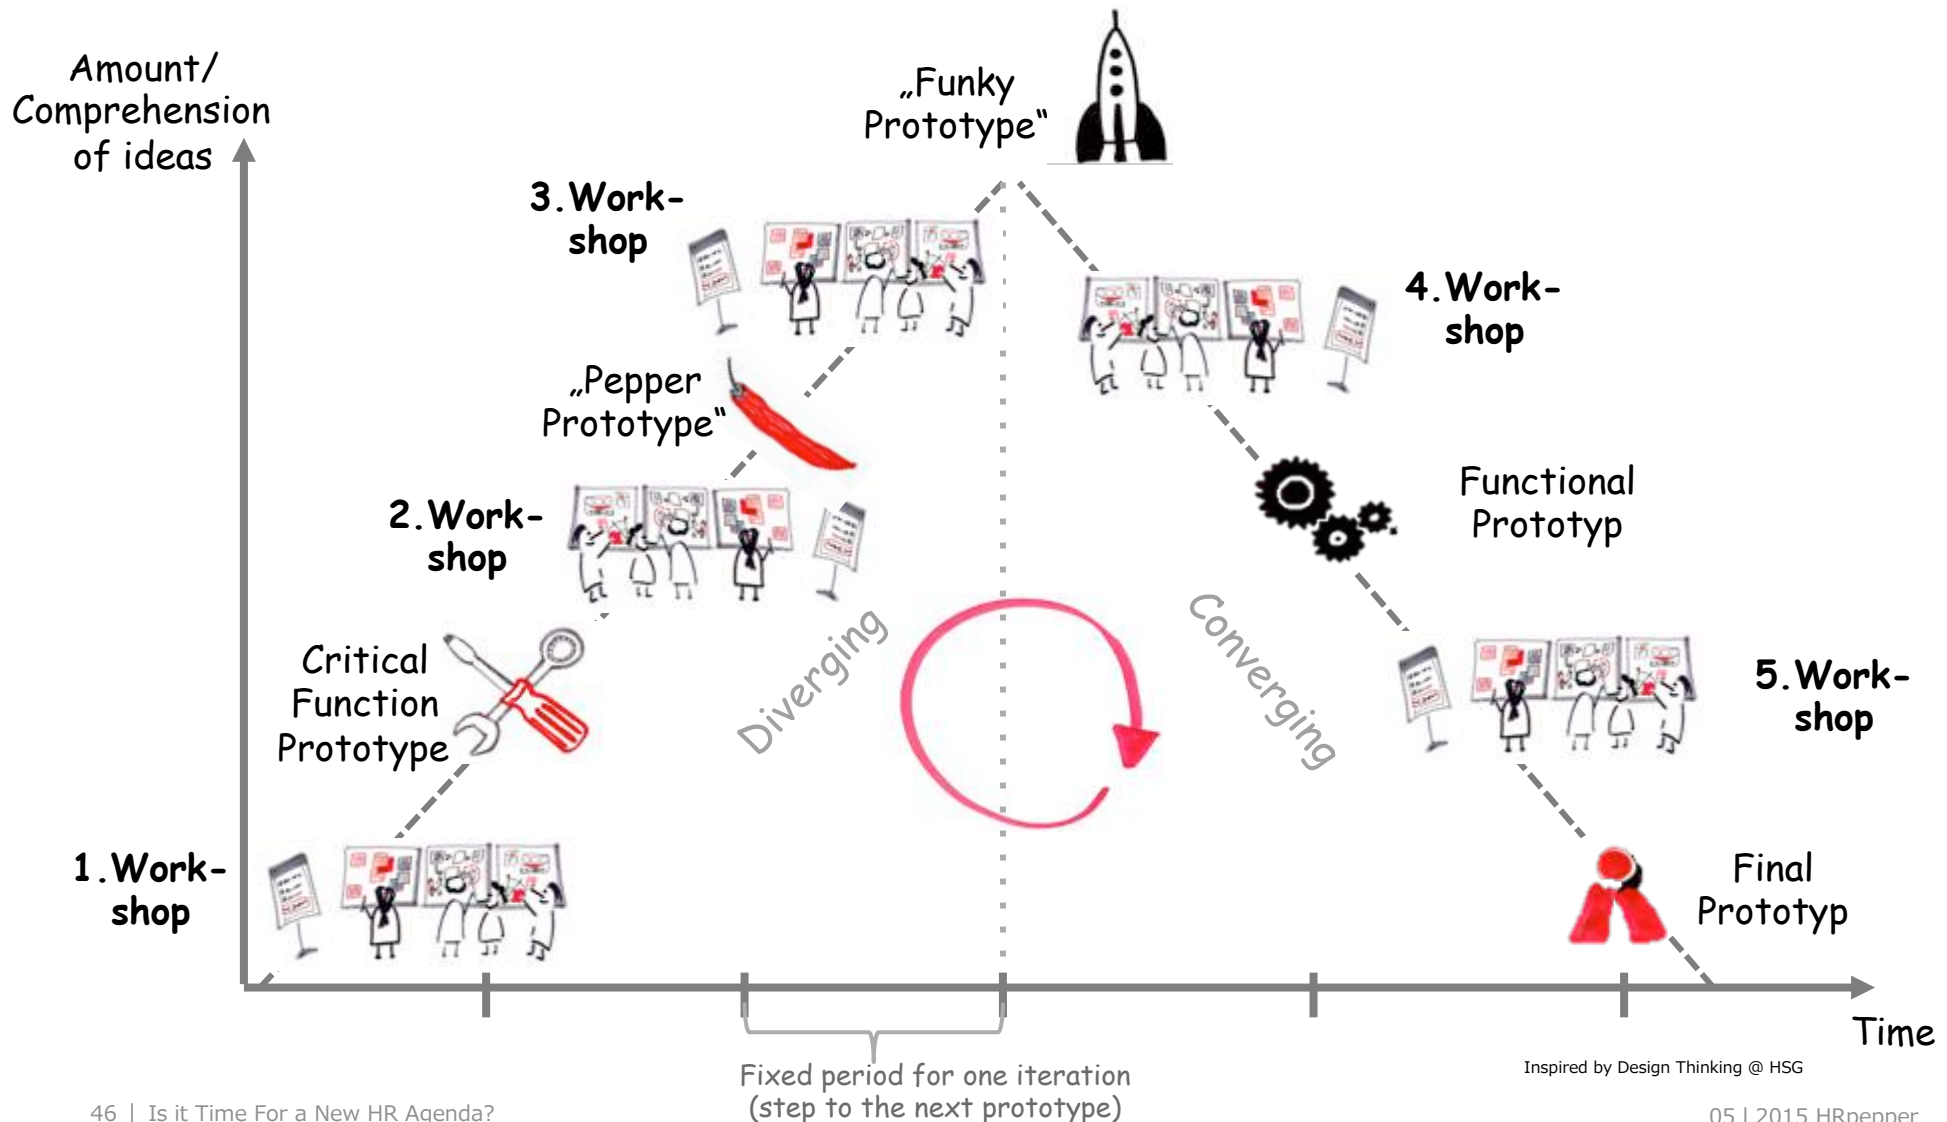 Amount/
Comprehension
of ideas
„Funky
Prototype“
3.Work-
shop
4.Work-
shop
„Pepper
Prototype“
Functional
Prototyp
2.Work-
shop
Diverging
Converging
Critical
Function
Prototype
5.Work-
shop
1.Work-
shop
Final
Prototyp
Time
Fixed period for one iteration
(step to the next prototype)
Inspired by Design Thinking @ HSG
46 | Is it Time For a New HR Agenda?
05 | 2015 HRpepper